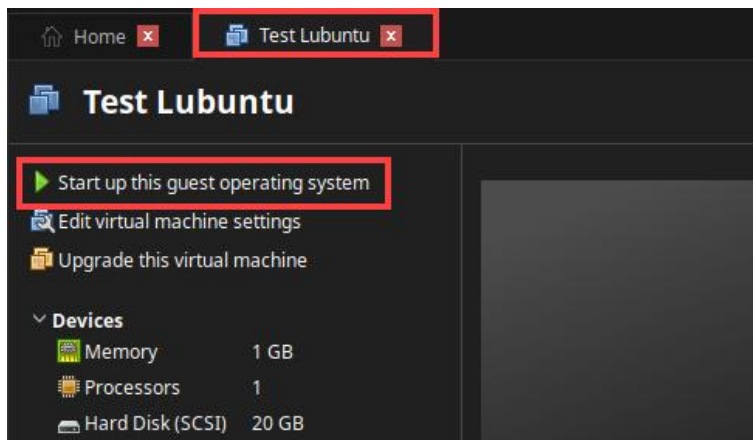 Home x Test Lubuntu x
Test Lubuntu
Start up this guest operating system
Edit virtual machine settings
Upgrade this virtual machine
Devices
Memory 1 GB
Processors 1
Hard Disk (SCSI) 20 GB